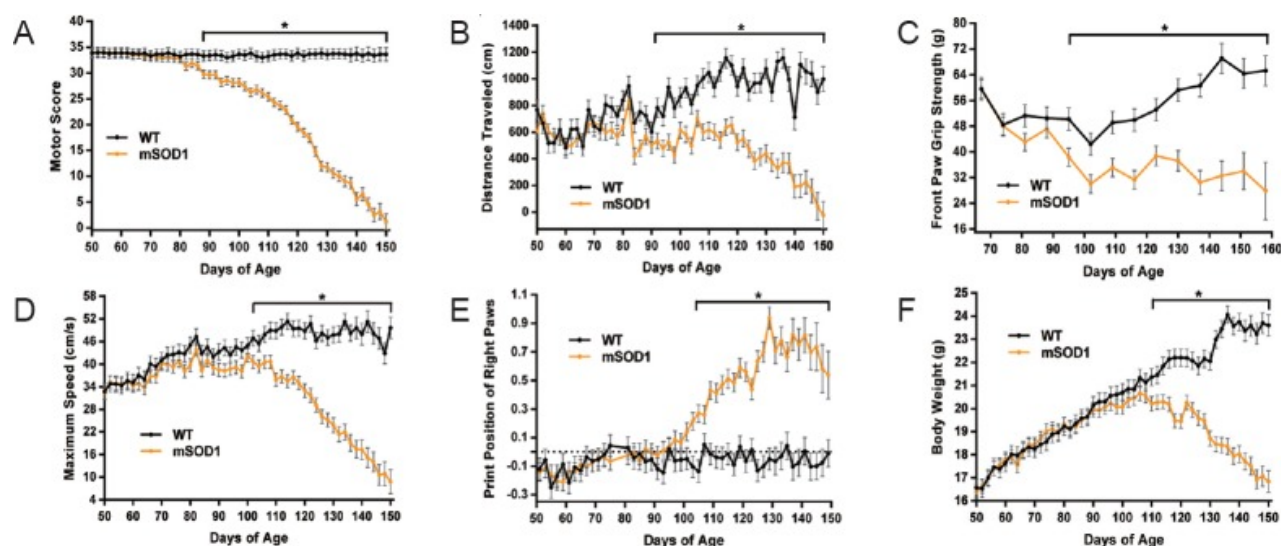 A
Motor Score
40
35
30
25
20
15
10
5
0
*
WT
mSOD1
50 60 70 80 90 100 110 120 130 140 150
Days of Age
B
Distrance Traveled (cm)
1400
1200
1000
800
600
400
200
0
*
WT
mSOD1
50 60 70 80 90 100 110 120 130 140 150
Days of Age
C
Front Paw Grip Strength (g)
80
72
64
56
48
40
32
24
16
*
WT
mSOD1
70 80 90 100 110 120 130 140 150 160
Days of Age
D
Maximum Speed (cm/s)
58
52
46
40
34
28
22
16
10
4
*
WT
mSOD1
50 60 70 80 90 100 110 120 130 140 150
Days of Age
E
Print Position of Right Paws
1.1
0.9
0.7
0.5
0.3
0.1
-0.1
-0.3
*
WT
mSOD1
50 60 70 80 90 100 110 120 130 140 150
Days of Age
F
Body Weight (g)
25
24
23
22
21
20
19
18
17
16
*
WT
mSOD1
50 60 70 80 90 100 110 120 130 140 150
Days of Age